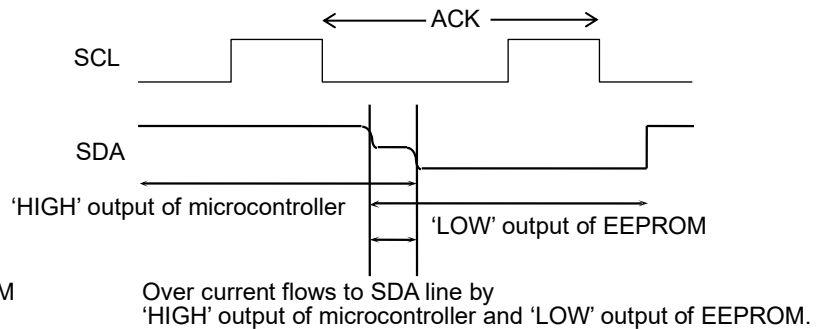 ACK
SCL
SDA
‘HIGH’ output of microcontroller
‘LOW’ output of EEPROM
Over current flows to SDA line by
‘HIGH’ output of microcontroller and ‘LOW’ output of EEPROM.